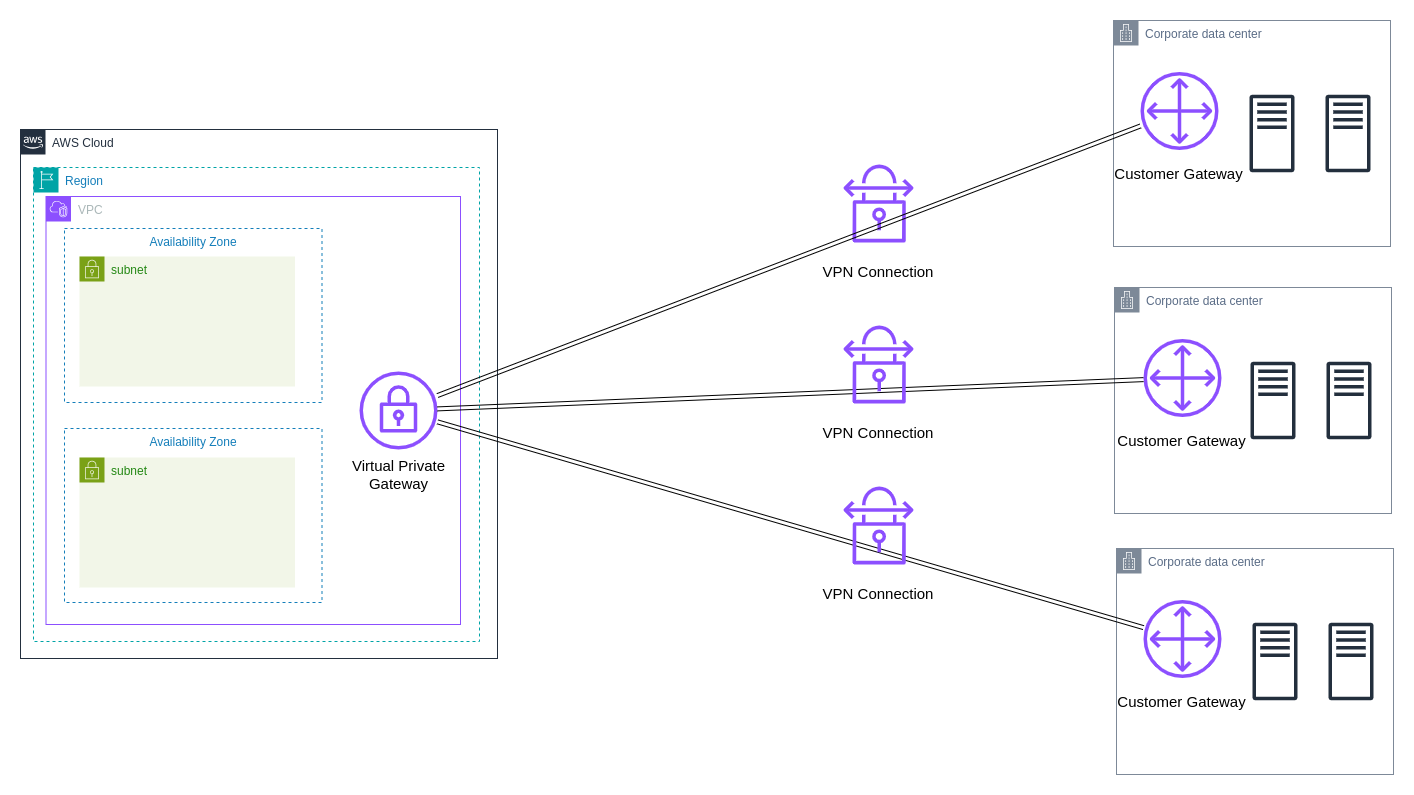 aws
AWS Cloud
Region
VPC
Availability Zone
subnet
Availability Zone
subnet
Virtual Private
Gateway
VPN Connection
VPN Connection
VPN Connection
Corporate data center
Customer Gateway
Corporate data center
Customer Gateway
Corporate data center
Customer Gateway